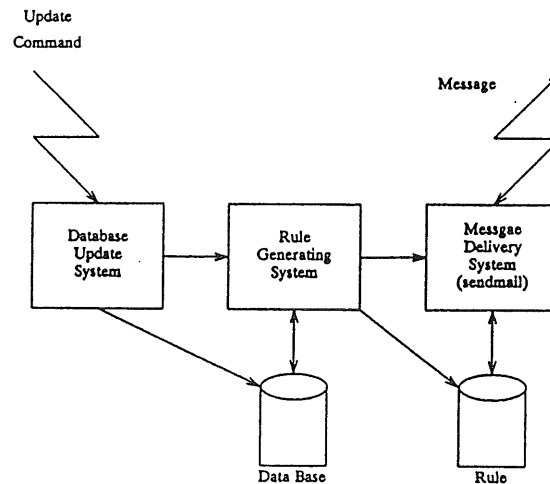 Update
Command
Message
Database
Update
System
Rule
Generating
System
Messgae
Delivery
System
(sendmail)
Data Base
Rule